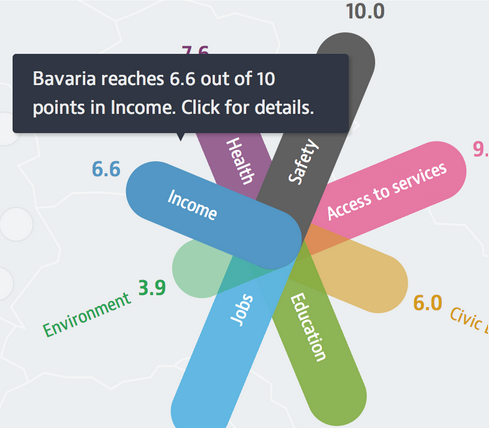 10.0
7.6
Bavaria reaches 6.6 out of 10
points in Income. Click for details.
Health
Safety
9.
6.6
Access to services
Income
Environment
3.9
Jobs
Education
6.0
Civic